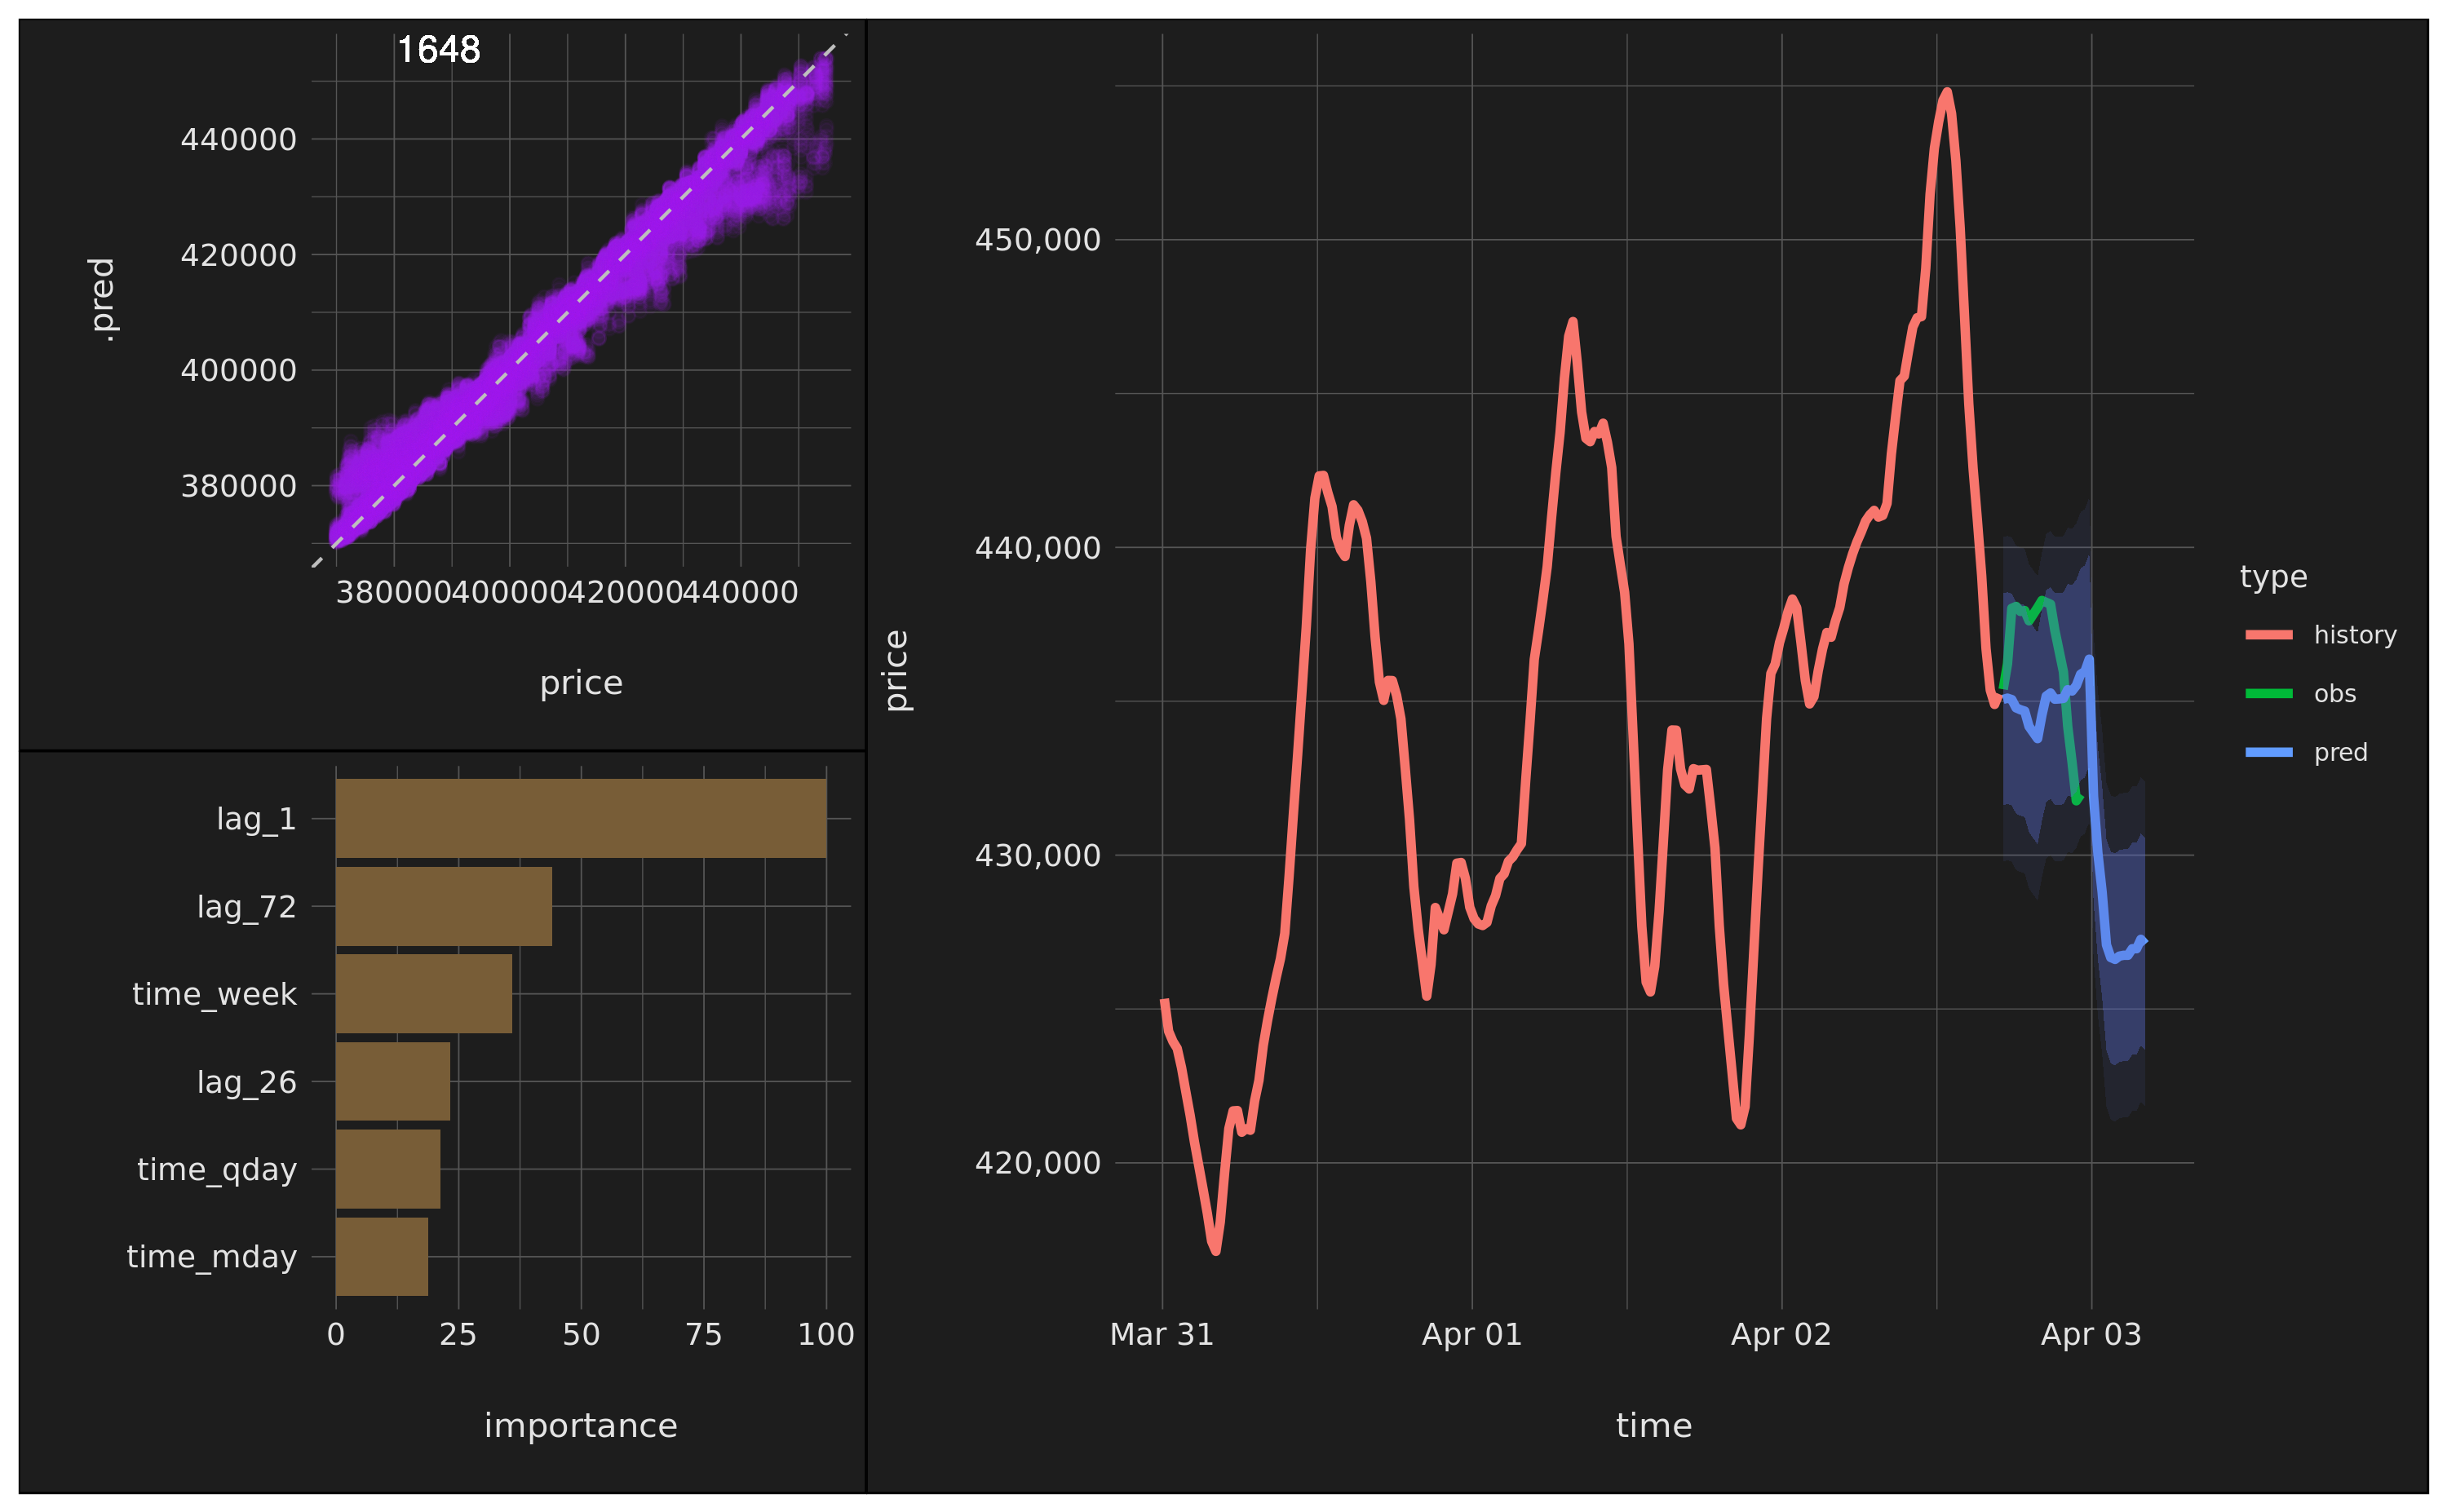 1648
.pred
440000
420000
400000
380000
380000400000420000440000
price
lag_1
lag_72
time_week
lag_26
time_qday
time_mday
0 25 50 75 100
importance
price
450,000
440,000
430,000
420,000
Mar 31 Apr 01 Apr 02 Apr 03
time
type
history
obs
pred